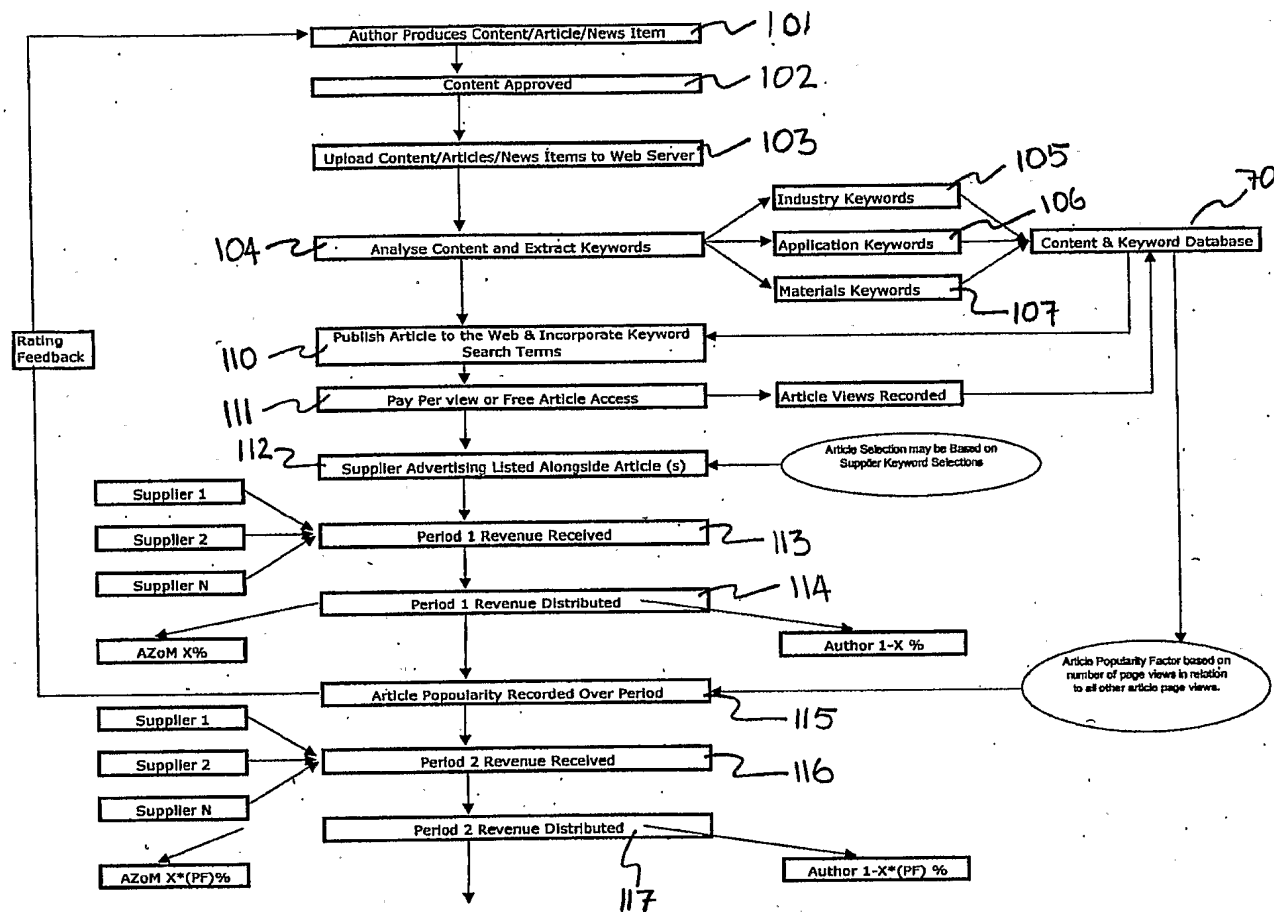 Author Produces Content/Article/News Item
101
Content Approved
102
Upload Content/Articles/News Items to Web Server
103
104
Analyse Content and Extract Keywords
Industry Keywords
105
Application Keywords
106
Materials Keywords
107
Content & Keyword Database
70
Rating
Feedback
110
Publish Article to the Web & Incorporate Keyword
Search Terms
111
Pay Per view or Free Article Access
Article Views Recorded
112
Supplier Advertising Listed Alongside Article (s)
Article Selection may be Based on
Supplier Keyword Selections
Supplier 1
Supplier 2
Supplier N
Period 1 Revenue Received
113
Period 1 Revenue Distributed
114
AZoM X%
Author 1-X %
Article Popoularity Recorded Over Period
115
Article Popularity Factor based on
number of page views in relation
to all other article page views.
Supplier 1
Supplier 2
Supplier N
Period 2 Revenue Received
116
Period 2 Revenue Distributed
117
AZoM X*(PF)%
Author 1-X*(PF) %